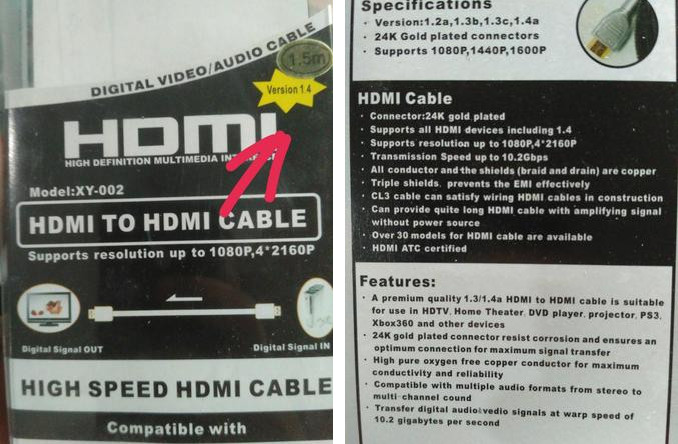 DIGITAL VIDEO/AUDIO CABLE
1.5m
Version 1.4
HDMI
HIGH DEFINITION MULTIMEDIA
Model:XY-002
HDMI TO HDMI CABLE
Supports resolution up to 1080P,4*2160P
Digital Signal OUT
Digital Signal IN
HIGH SPEED HDMI CABLE
Compatible with
Specifications
· Version:1.2a,1.3b,1.3c,1.4a
· 24K Gold plated connectors
· Supports 1080P,1440P,1600P
HDMI Cable
· Connector:24K gold plated
· Supports all HDMI devices including 1.4
· Supports resolution up to 1080P,4*2160P
· Transmission Speed up to 10.2Gbps
· All conductor and the shields (braid and drain) are copper
· Triple shields, prevents the EMI effectively
· CL3 cable can satisfy wiring HDMI cables in construction
· Can provide quite long HDMI cable with amplifying signal
without power source
· Over 30 models for HDMI cable are available
· HDMI ATC certified
Features:
· A premium quality 1.3/1.4a HDMI to HDMI cable is suitable
for use in HDTV, Home Theater, DVD player, projector, PS3,
Xbox360 and other devices
· 24K gold plated connector resist corrosion and ensures an
optimum connection for maximum signal transfer
· High pure oxygen free copper conductor for maximum
conductivity and reliability
· Compatible with multiple audio formats from stereo to
multi-channel cound
· Transfer digital audio\vedio signals at warp speed of
10.2 gigabytes per second